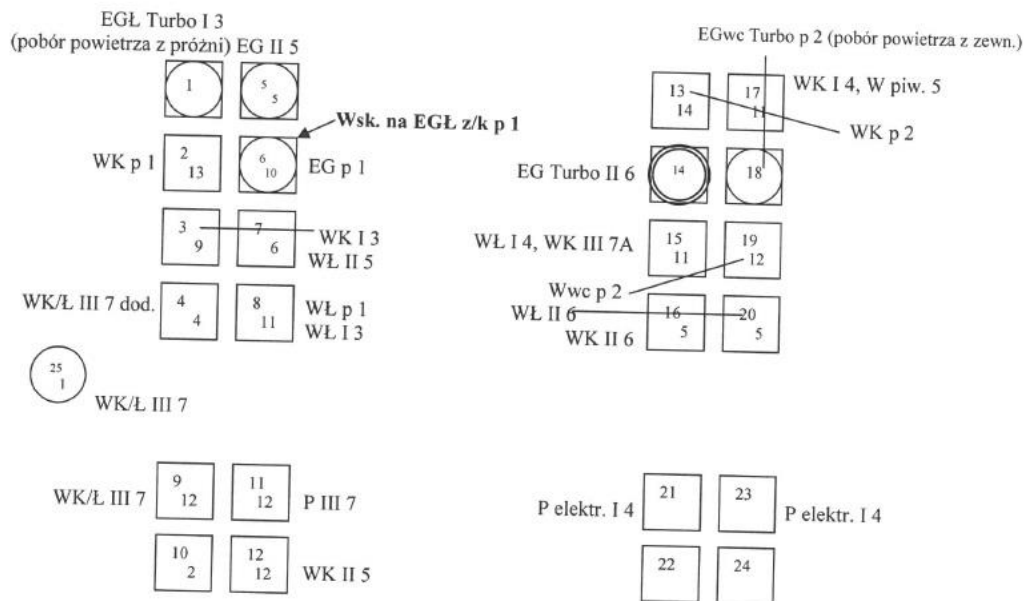 EGŁ Turbo I 3
(pobór powietrza z próżni) EG II 5
1
5
5
Wsk. na EGŁ z/k p 1
WK p 1
2
13
6
10
EG p 1
3
9
7
6
WK I 3
WŁ II 5
WK/Ł III 7 dod.
4
4
8
11
WŁ p 1
WŁ I 3
25
1
WK/Ł III 7
WK/Ł III 7
9
12
11
12
P III 7
10
2
12
12
WK II 5
EGwc Turbo p 2 (pobór powietrza z zewn.)
13
14
17
11
WK I 4, W piw. 5
WK p 2
EG Turbo II 6
14
18
WŁ I 4, WK III 7A
15
11
19
12
Wwc p 2
WŁ II 6
WK II 6
16
5
20
5
P elektr. I 4
21
23
P elektr. I 4
22
24